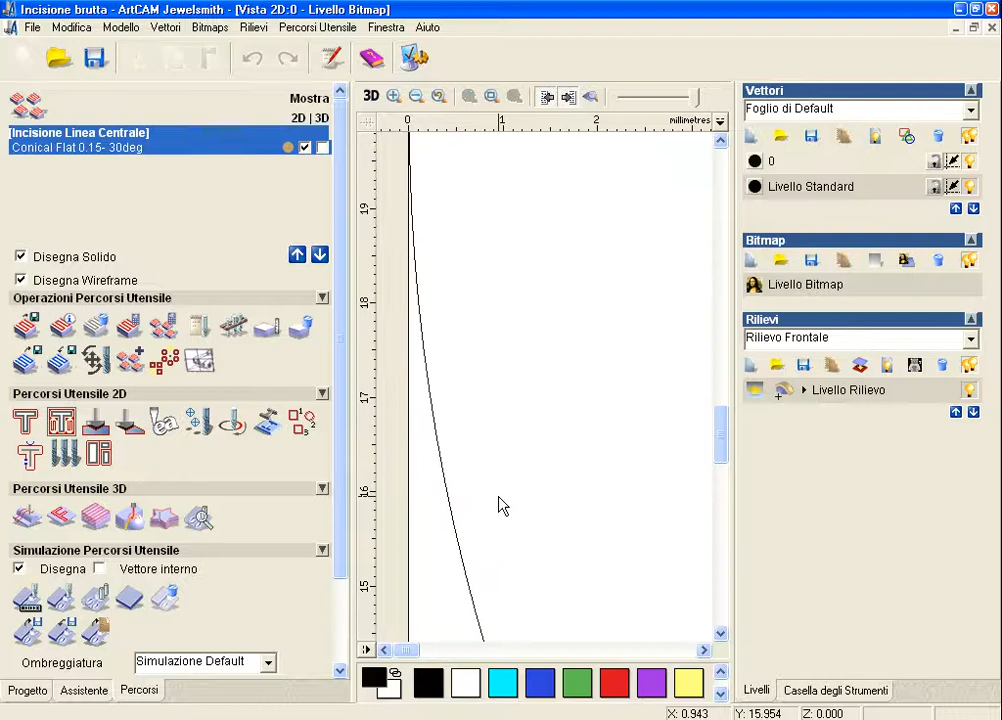 Incisione brutta - ArtCAM Jewelsmith - [Vista 2D:0 - Livello Bitmap]
File Modifica Modello Vettori Bitmaps Rilievi Percorsi Utensile Finestra Aiuto
Mostra
2D | 3D
[Incisione Linea Centrale]
Conical Flat 0.15- 30deg
Disegna Solido
Disegna Wireframe
Operazioni Percorsi Utensile
Percorsi Utensile 2D
Percorsi Utensile 3D
Simulazione Percorsi Utensile
Disegna Vettore interno
Ombreggiatura Simulazione Default
Progetto Assistente Percorsi
3D
0 1 2 millimetres
19
18
17
16
15
Vettori
Foglio di Default
0
Livello Standard
Bitmap
Livello Bitmap
Rilievi
Rilievo Frontale
Livello Rilievo
Livelli Casella degli Strumenti
X: 0.943 Y: 15.954 Z: 0.000